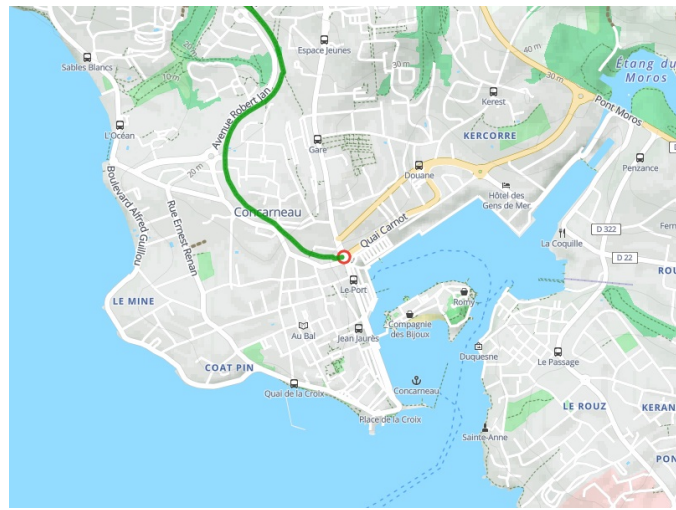 Espace Jeunes
Sables Blancs
20 m
10 m
30 m
40 m
30 m
Étang du
Moros
Kerest
Pont Moros
L'Océan
Avenue Robert Jan
Gare
KERCORRE
20 m
Douane
Penzance
Boulevard Alfred Guillou
Rue Ernest Renan
Hôtel des
Gens de Mer
Concarneau
Quai Carnot
D 322
La Coquille
D 22
Le Port
LE MINE
Romy
Compagnie
des Bijoux
Au Bal
Jean Jaurès
Duquesne
Le Passage
COAT PIN
Quai de la Croix
Concarneau
Place de la Croix
LE ROUZ
KERAN
Sainte-Anne
PON